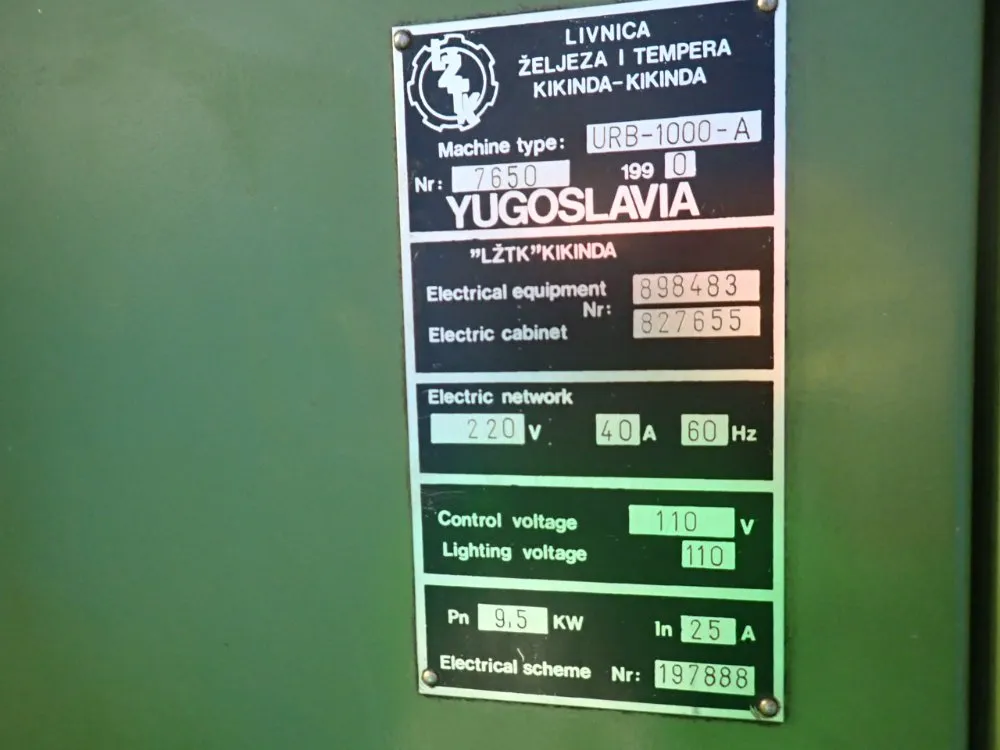 LIVNICA
ŽELJEZA I TEMPERA
KIKINDA-KIKINDA
LŽTK
Machine type: URB-1000-A
Nr: 7650 1990
YUGOSLAVIA
"LŽTK" KIKINDA
Electrical equipment 898483
Nr:
Electric cabinet 827655
Electric network
220 V 40 A 60 Hz
Control voltage 110 V
Lighting voltage 110
Pn 9,5 KW In 25 A
Electrical scheme Nr: 197888